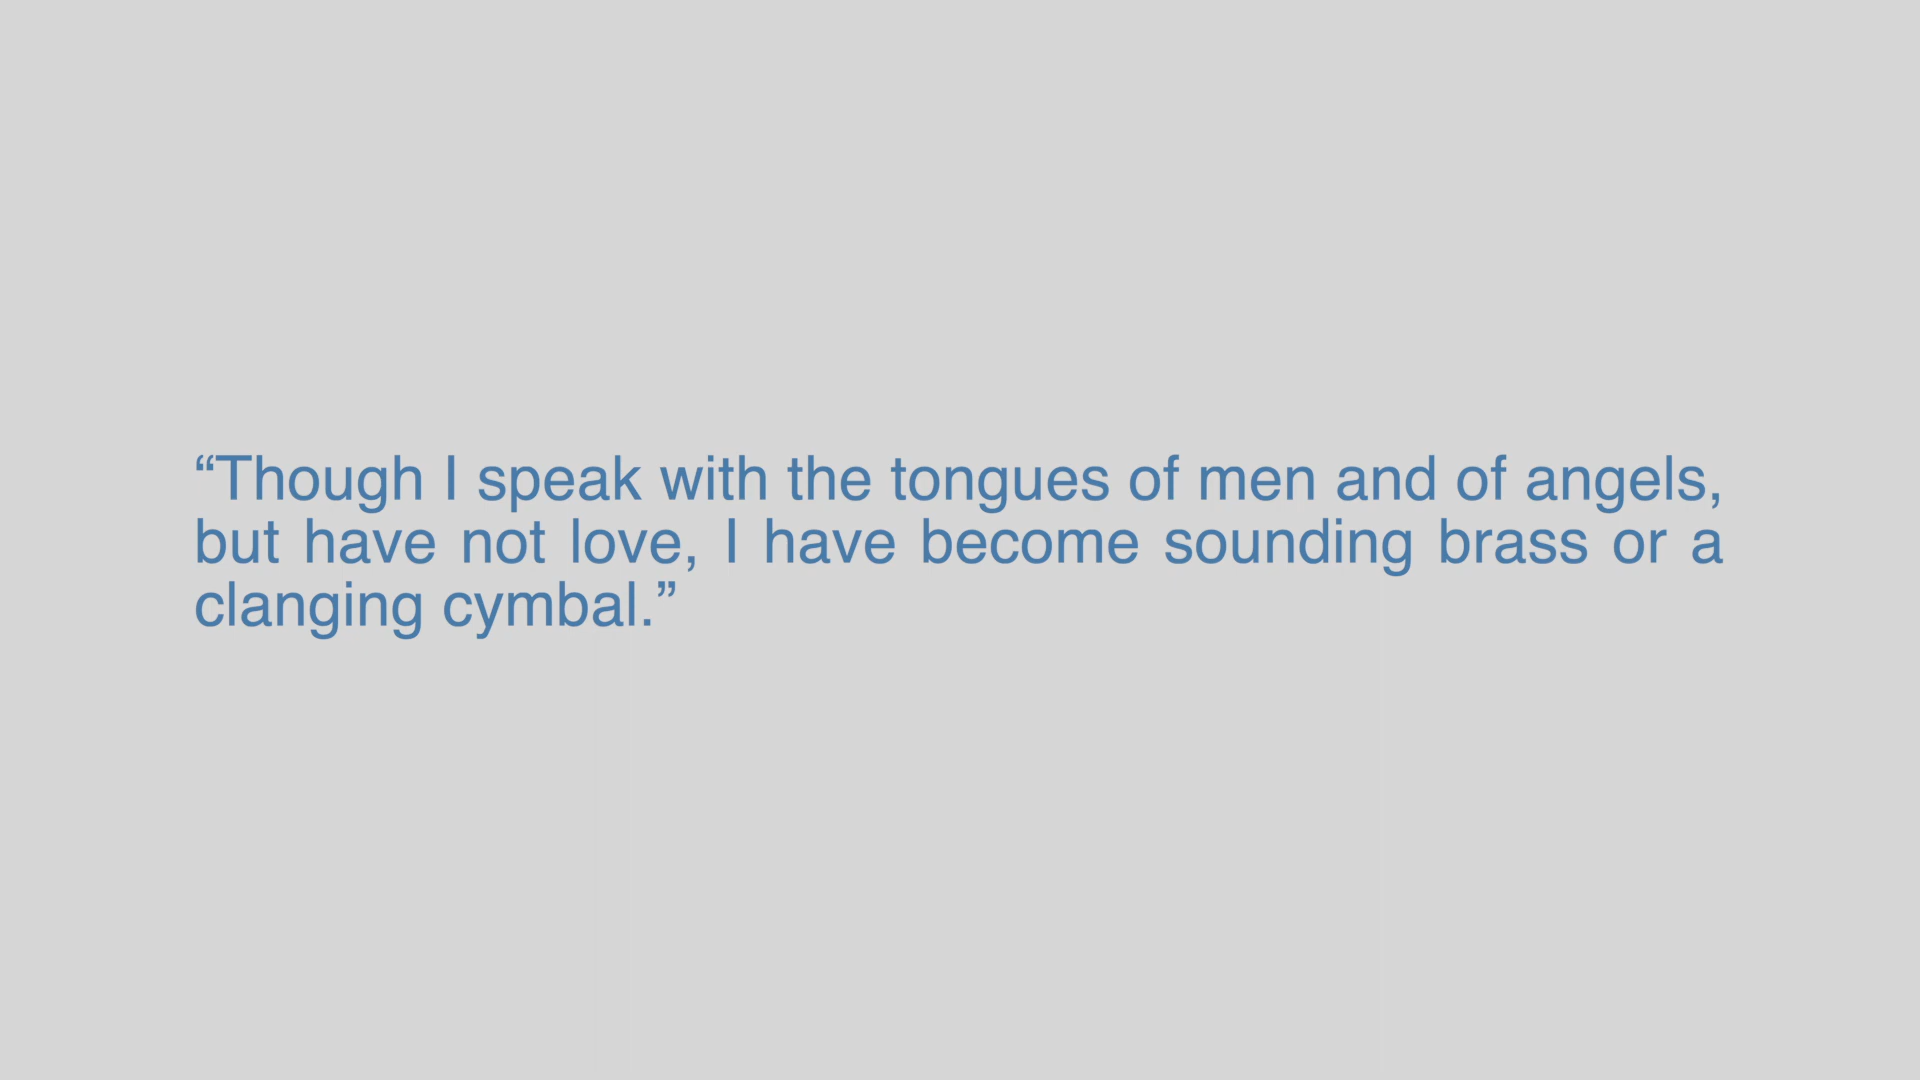 “Though I speak with the tongues of men and of angels,
but have not love, I have become sounding brass or a
clanging cymbal.”